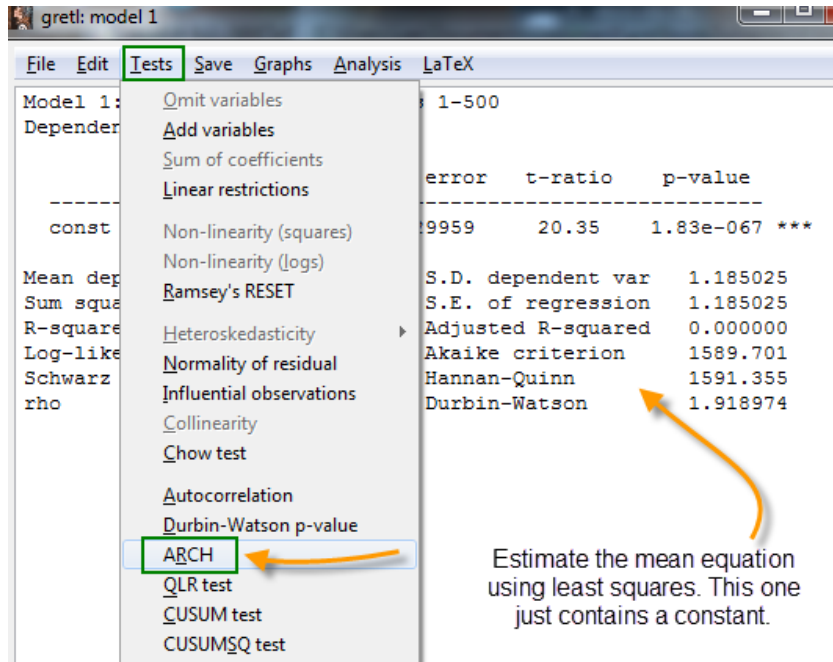 gretl: model 1
File Edit Tests Save Graphs Analysis LaTeX
Model 1: 1-500
Dependen
error t-ratio p-value
const 9959 20.35 1.83e-067 ***
Mean dep S.D. dependent var 1.185025
Sum squa S.E. of regression 1.185025
R-square Adjusted R-squared 0.000000
Log-like Akaike criterion 1589.701
Schwarz Hannan-Quinn 1591.355
rho Durbin-Watson 1.918974
Omit variables
Add variables
Sum of coefficients
Linear restrictions
Non-linearity (squares)
Non-linearity (logs)
Ramsey's RESET
Heteroskedasticity
Normality of residual
Influential observations
Collinearity
Chow test
Autocorrelation
Durbin-Watson p-value
ARCH
QLR test
CUSUM test
CUSUMSQ test
Estimate the mean equation
using least squares. This one
just contains a constant.